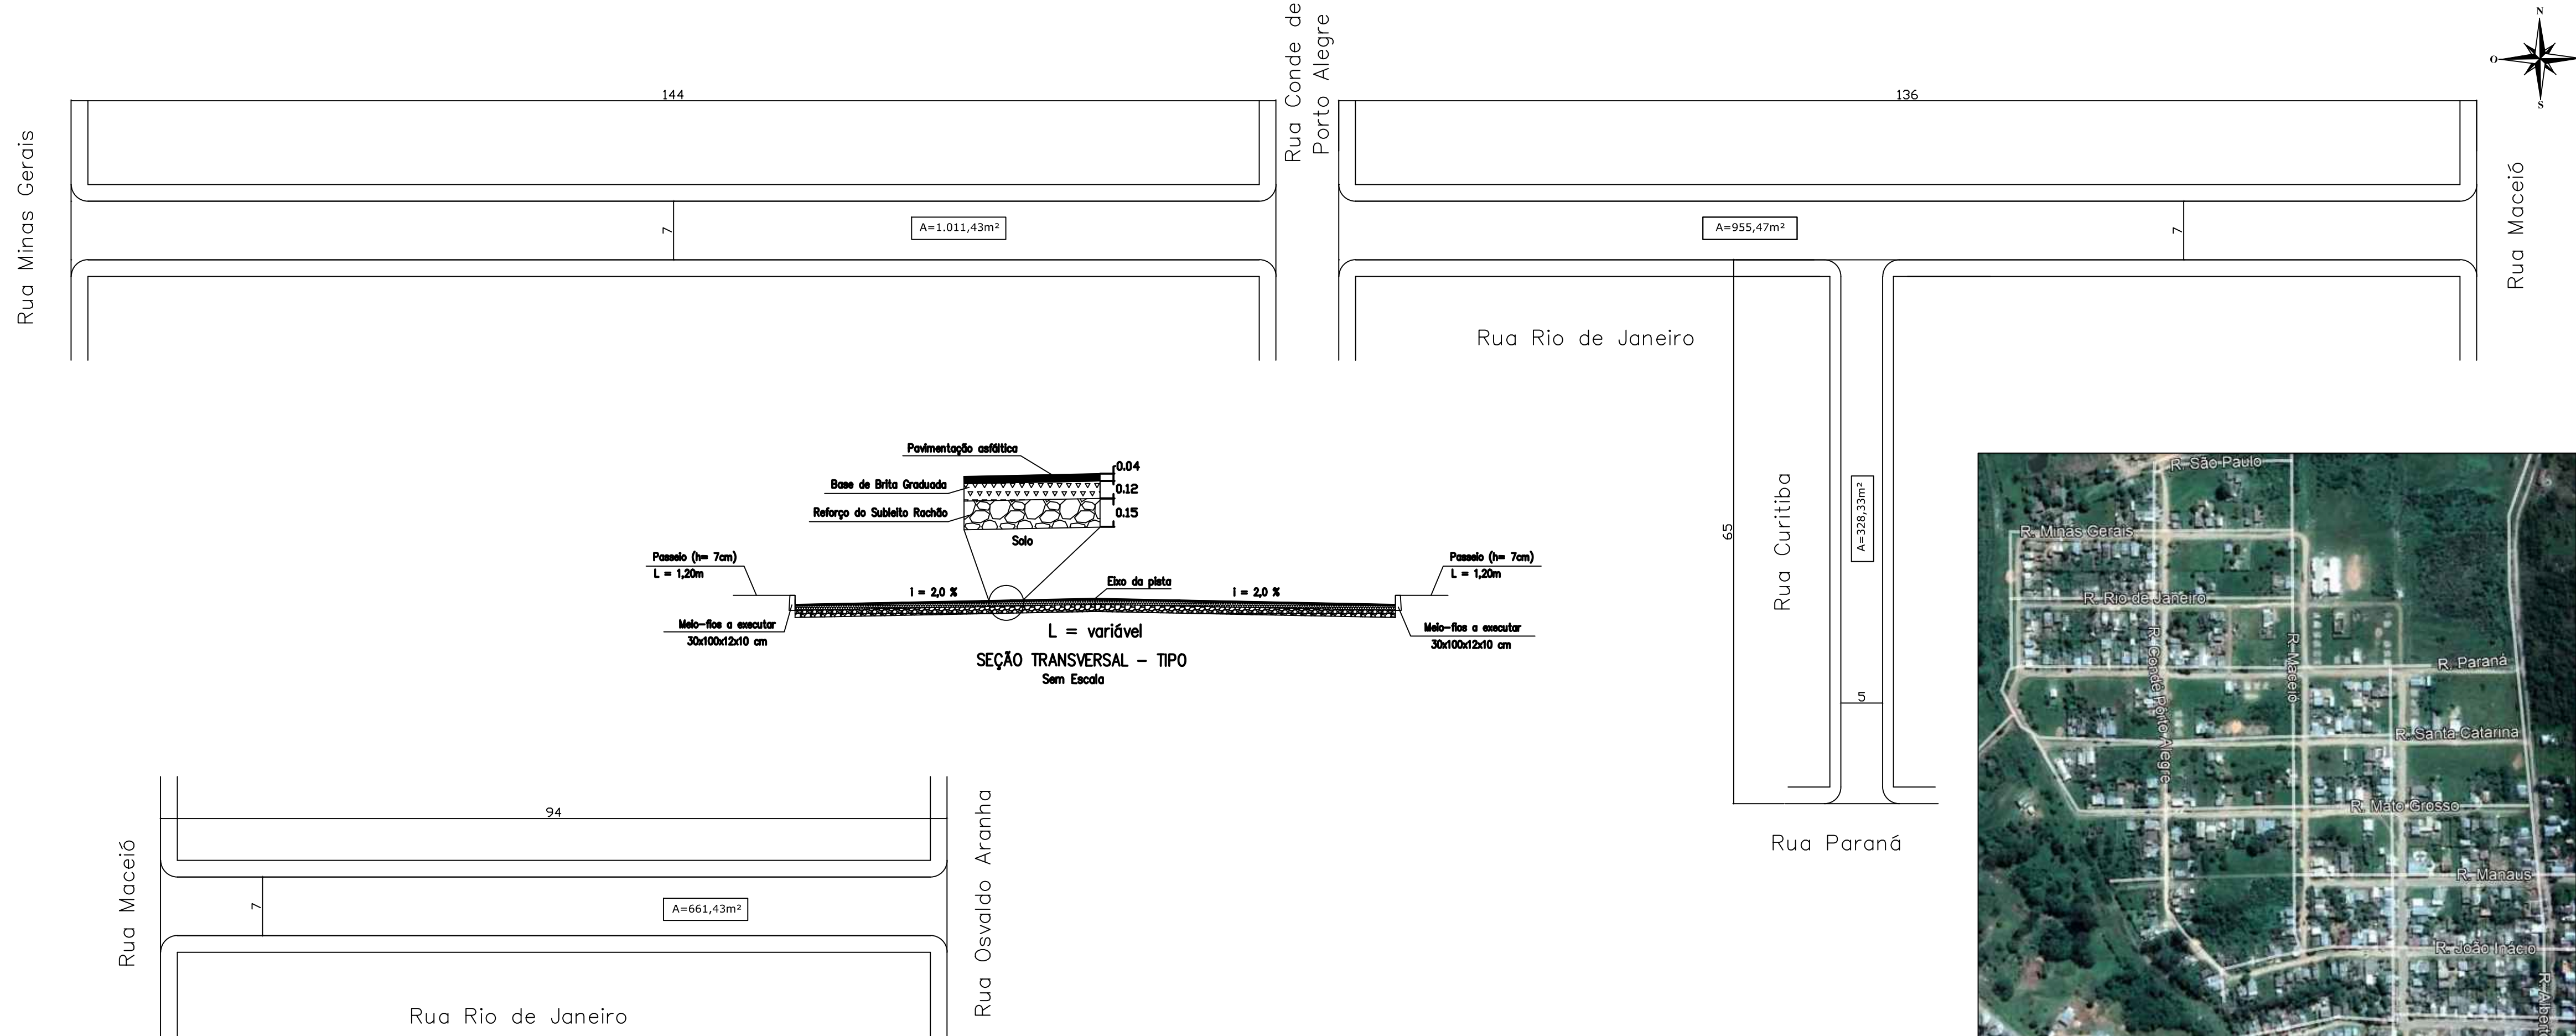 Rua Conde de
Porto Alegre
N
O
S
144
136
Rua Minas Gerais
7
A=1.011,43m²
A=955,47m²
7
Rua Maceió
Rua Rio de Janeiro
65
Rua Curitiba
A=328,33m²
5
Rua Paraná
Pavimentação asfáltica
Base de Brita Graduada
Reforço do Subleito Rachão
0.04
0.12
0.15
Solo
Passeio (h= 7cm)
L = 1,20m
i = 2,0 %
Eixo da pista
i = 2,0 %
Passeio (h= 7cm)
L = 1,20m
Meio-fios a executar
30x100x12x10 cm
L = variável
Meio-fios a executar
30x100x12x10 cm
SEÇÃO TRANSVERSAL - TIPO
Sem Escala
94
Rua Maceió
7
A=661,43m²
Rua Osvaldo Aranha
Rua Rio de Janeiro
R. São Paulo
R. Minas Gerais
R. Rio de Janeiro
R. Conde de Pôrto Alegre
R. Maceió
R. Paraná
R. Santa Catarina
R. Mato Grosso
R. Manaus
R. João Inácio